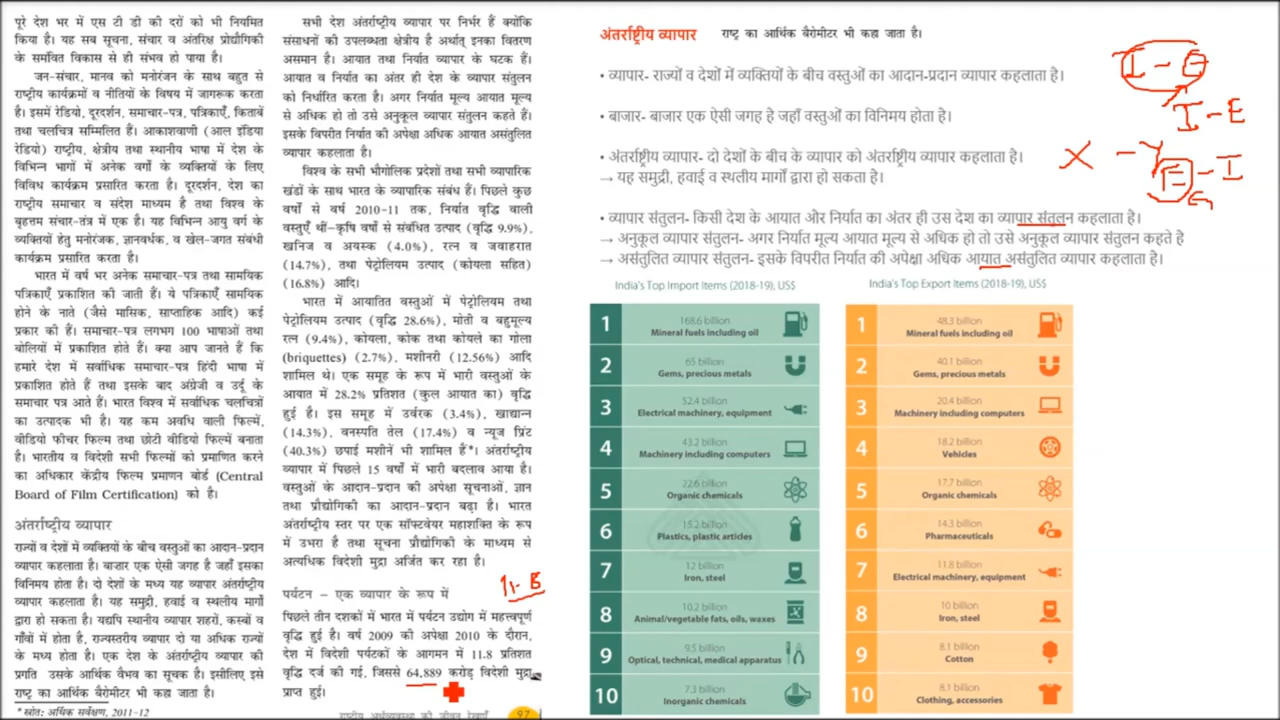 पूरे देश भर में एस टी डी की दरों को भी नियमित
किया है। यह सब सूचना, संचार व अंतरिक्ष प्रौद्योगिकी
के समवित विकास से ही संभव हो पाया है।
जन-संचार, मानव को मनोरंजन के साथ बहुत से
राष्ट्रीय कार्यक्रमों व नीतियों के विषय में जागरूक करता
है। इसमें रेडियो, दूरदर्शन, समाचार-पत्र, पत्रिकाएँ, किताबें
तथा चलचित्र सम्मिलित हैं। आकाशवाणी (आल इंडिया
रेडियो) राष्ट्रीय, क्षेत्रीय तथा स्थानीय भाषा में देश के
विभिन्न भागों में अनेक वर्गों के व्यक्तियों के लिए
विविध कार्यक्रम प्रसारित करता है। दूरदर्शन, देश का
राष्ट्रीय समाचार व संदेश माध्यम है तथा विश्व के
बृहत्तम संचार-तंत्र में एक है। यह विभिन्न आयु वर्ग के
व्यक्तियों हेतु मनोरंजक, ज्ञानवर्धक, व खेल-जगत संबंधी
कार्यक्रम प्रसारित करता है।
भारत में वर्ष भर अनेक समाचार-पत्र तथा सामयिक
पत्रिकाएँ प्रकाशित की जाती हैं। ये पत्रिकाएँ सामयिक
होने के नाते (जैसे मासिक, साप्ताहिक आदि) कई
प्रकार की हैं। समाचार-पत्र लगभग 100 भाषाओं तथा
बोलियों में प्रकाशित होते हैं। क्या आप जानते हैं कि
हमारे देश में सर्वाधिक समाचार-पत्र हिंदी भाषा में
प्रकाशित होते हैं तथा इसके बाद अंग्रेजी व उर्दू के
समाचार पत्र आते हैं। भारत विश्व में सर्वाधिक चलचित्रों
का उत्पादक भी है। यह कम अवधि वाली फिल्में,
वीडियो फीचर फिल्म तथा छोटी वीडियो फिल्में बनाता
है। भारतीय व विदेशी सभी फिल्मों को प्रमाणित करने
का अधिकार केंद्रीय फिल्म प्रमाणन बोर्ड (Central
Board of Film Certification) को है।
अंतर्राष्ट्रीय व्यापार
राज्यों व देशों में व्यक्तियों के बीच वस्तुओं का आदान-प्रदान
व्यापार कहलाता है। बाजार एक ऐसी जगह है जहाँ इसका
विनिमय होता है। दो देशों के मध्य यह व्यापार अंतर्राष्ट्रीय
व्यापार कहलाता है। यह समुद्री, हवाई व स्थलीय मार्गों
द्वारा हो सकता है। यद्यपि स्थानीय व्यापार शहरों, कस्बों व
गाँवों में होता है, राज्यस्तरीय व्यापार दो या अधिक राज्यों
के मध्य होता है। एक देश के अंतर्राष्ट्रीय व्यापार की
प्रगति उसके आर्थिक वैभव का सूचक है। इसीलिए इसे
राष्ट्र का आर्थिक बैरोमीटर भी कहा जाता है।
* स्रोत: आर्थिक सर्वेक्षण, 2011-12
सभी देश अंतर्राष्ट्रीय व्यापार पर निर्भर हैं क्योंकि
संसाधनों की उपलब्धता क्षेत्रीय है अर्थात् इनका वितरण
असमान है। आयात तथा निर्यात व्यापार के घटक हैं।
आयात व निर्यात का अंतर ही देश के व्यापार संतुलन
को निर्धारित करता है। अगर निर्यात मूल्य आयात मूल्य
से अधिक हो तो उसे अनुकूल व्यापार संतुलन कहते हैं।
इसके विपरीत निर्यात की अपेक्षा अधिक आयात असंतुलित
व्यापार कहलाता है।
विश्व के सभी भौगोलिक प्रदेशों तथा सभी व्यापारिक
खंडों के साथ भारत के व्यापारिक संबंध हैं। पिछले कुछ
वर्षों से वर्ष 2010-11 तक, निर्यात वृद्धि वाली
वस्तुएँ थीं–कृषि वर्षों से संबंधित उत्पाद (वृद्धि 9.9%),
खनिज व अयस्क (4.0%), रत्न व जवाहरात
(14.7%), तथा पेट्रोलियम उत्पाद (कोयला सहित)
(16.8%) आदि।
भारत में आयातित वस्तुओं में पेट्रोलियम तथा
पेट्रोलियम उत्पाद (वृद्धि 28.6%), मोती व बहुमूल्य
रत्न (9.4%), कोयला, कोक तथा कोयले का गोला
(briquettes) (2.7%), मशीनरी (12.56%) आदि
शामिल थे। एक समूह के रूप में भारी वस्तुओं के
आयात में 28.2% प्रतिशत (कुल आयात का) वृद्धि
हुई है। इस समूह में उर्वरक (3.4%), खाद्यान्न
(14.3%), वनस्पति तेल (17.4%) व न्यूज प्रिंट
(40.3%) छपाई मशीनें भी शामिल हैं*। अंतर्राष्ट्रीय
व्यापार में पिछले 15 वर्षों में भारी बदलाव आया है।
वस्तुओं के आदान-प्रदान की अपेक्षा सूचनाओं, ज्ञान
तथा प्रौद्योगिकी का आदान-प्रदान बढ़ा है। भारत
अंतर्राष्ट्रीय स्तर पर एक सॉफ्टवेयर महाशक्ति के रूप
में उभरा है तथा सूचना प्रौद्योगिकी के माध्यम से
अत्यधिक विदेशी मुद्रा अर्जित कर रहा है।
पर्यटन – एक व्यापार के रूप में
पिछले तीन दशकों में भारत में पर्यटन उद्योग में महत्त्वपूर्ण
वृद्धि हुई है। वर्ष 2009 की अपेक्षा 2010 के दौरान,
देश में विदेशी पर्यटकों के आगमन में 11.8 प्रतिशत
वृद्धि दर्ज की गई, जिससे 64,889 करोड़ विदेशी मुद्रा
प्राप्त हुई।
राष्ट्रीय अर्थव्यवस्था की जीवन रेखाएँ 97
अंतर्राष्ट्रीय व्यापार राष्ट्र का आर्थिक बैरोमीटर भी कहा जाता है।
• व्यापार- राज्यों व देशों में व्यक्तियों के बीच वस्तुओं का आदान-प्रदान व्यापार कहलाता है।
• बाजार- बाजार एक ऐसी जगह है जहाँ वस्तुओं का विनिमय होता है।
• अंतर्राष्ट्रीय व्यापार- दो देशों के बीच के व्यापार को अंतर्राष्ट्रीय व्यापार कहलाता है।
→ यह समुद्री, हवाई व स्थलीय मार्गों द्वारा हो सकता है।
• व्यापार संतुलन- किसी देश के आयात और निर्यात का अंतर ही उस देश का व्यापार संतुलन कहलाता है।
→ अनुकूल व्यापार संतुलन- अगर निर्यात मूल्य आयात मूल्य से अधिक हो तो उसे अनुकूल व्यापार संतुलन कहते है
→ असंतुलित व्यापार संतुलन- इसके विपरीत निर्यात की अपेक्षा अधिक आयात असंतुलित व्यापार कहलाता है।
I - E
X - Y
E - I
G
India's Top Import Items (2018-19), US$
1 168.6 billion
Mineral fuels including oil
2 65 billion
Gems, precious metals
3 52.4 billion
Electrical machinery, equipment
4 43.2 billion
Machinery including computers
5 22.6 billion
Organic chemicals
6 15.2 billion
Plastics, plastic articles
7 12 billion
Iron, steel
8 10.2 billion
Animal/vegetable fats, oils, waxes
9 9.5 billion
Optical, technical, medical apparatus
10 7.3 billion
Inorganic chemicals
India's Top Export Items (2018-19), US$
1 48.3 billion
Mineral fuels including oil
2 40.1 billion
Gems, precious metals
3 20.4 billion
Machinery including computers
4 18.2 billion
Vehicles
5 17.7 billion
Organic chemicals
6 14.3 billion
Pharmaceuticals
7 11.8 billion
Electrical machinery, equipment
8 10 billion
Iron, steel
9 8.1 billion
Cotton
10 8.1 billion
Clothing, accessories